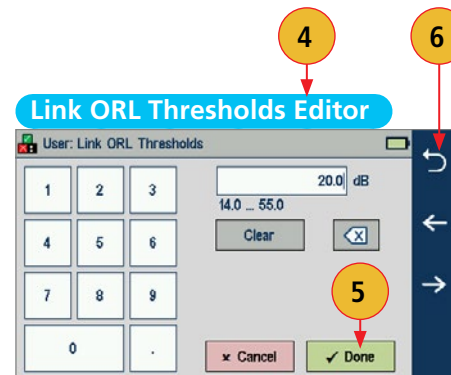 4 6
Link ORL Thresholds Editor
User: Link ORL Thresholds
1 2 3 20.0 dB
14.0 ... 55.0
4 5 6 Clear
7 8 9 5
0 . × Cancel ✓ Done